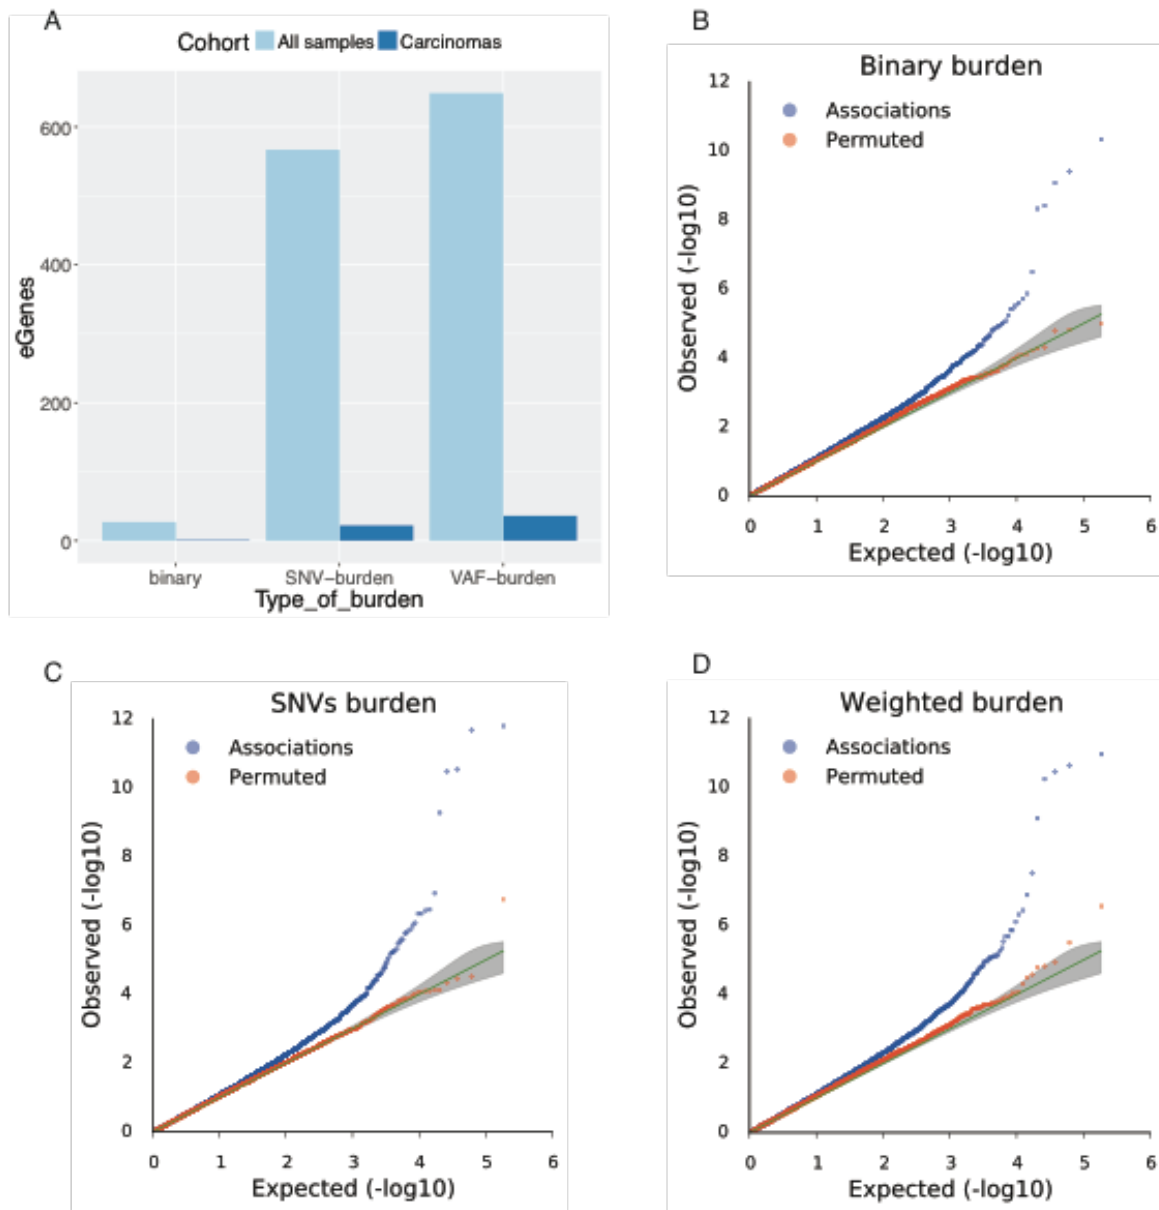 A
Cohort All samples Carcinomas
600
400
200
0
eGenes
binary SNV-burden VAF-burden
Type_of_burden
B
Binary burden
Associations
Permuted
12
10
8
6
4
2
0
Observed (-log10)
0 1 2 3 4 5 6
Expected (-log10)
C
SNVs burden
Associations
Permuted
12
10
8
6
4
2
0
Observed (-log10)
0 1 2 3 4 5 6
Expected (-log10)
D
Weighted burden
Associations
Permuted
12
10
8
6
4
2
0
Observed (-log10)
0 1 2 3 4 5 6
Expected (-log10)